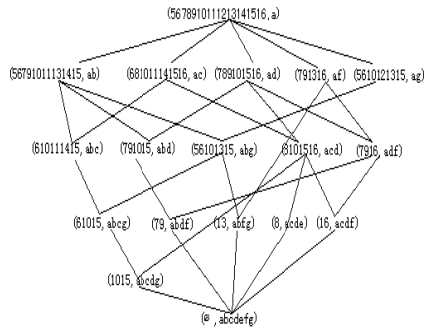 (5678910111213141516, a)
(56791011131415, ab) (681011141516, ac) (789101516, ad) (791316, af) (5610121315, ag)
(610111415, abc) (791015, abd) (56101315, abg) (8101516, acd) (7916, adf)
(61015, abcg) (79, abdf) (13, abfg) (8, acde) (16, acdf)
(1015, abcdg)
(ø, abcdefg)